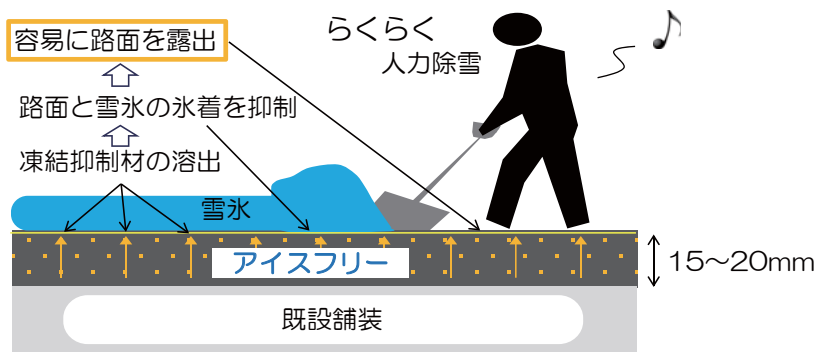 容易に路面を露出
路面と雪氷の氷着を抑制
凍結抑制材の溶出
らくらく
人力除雪
雪氷
アイスフリー
15～20mm
既設舗装